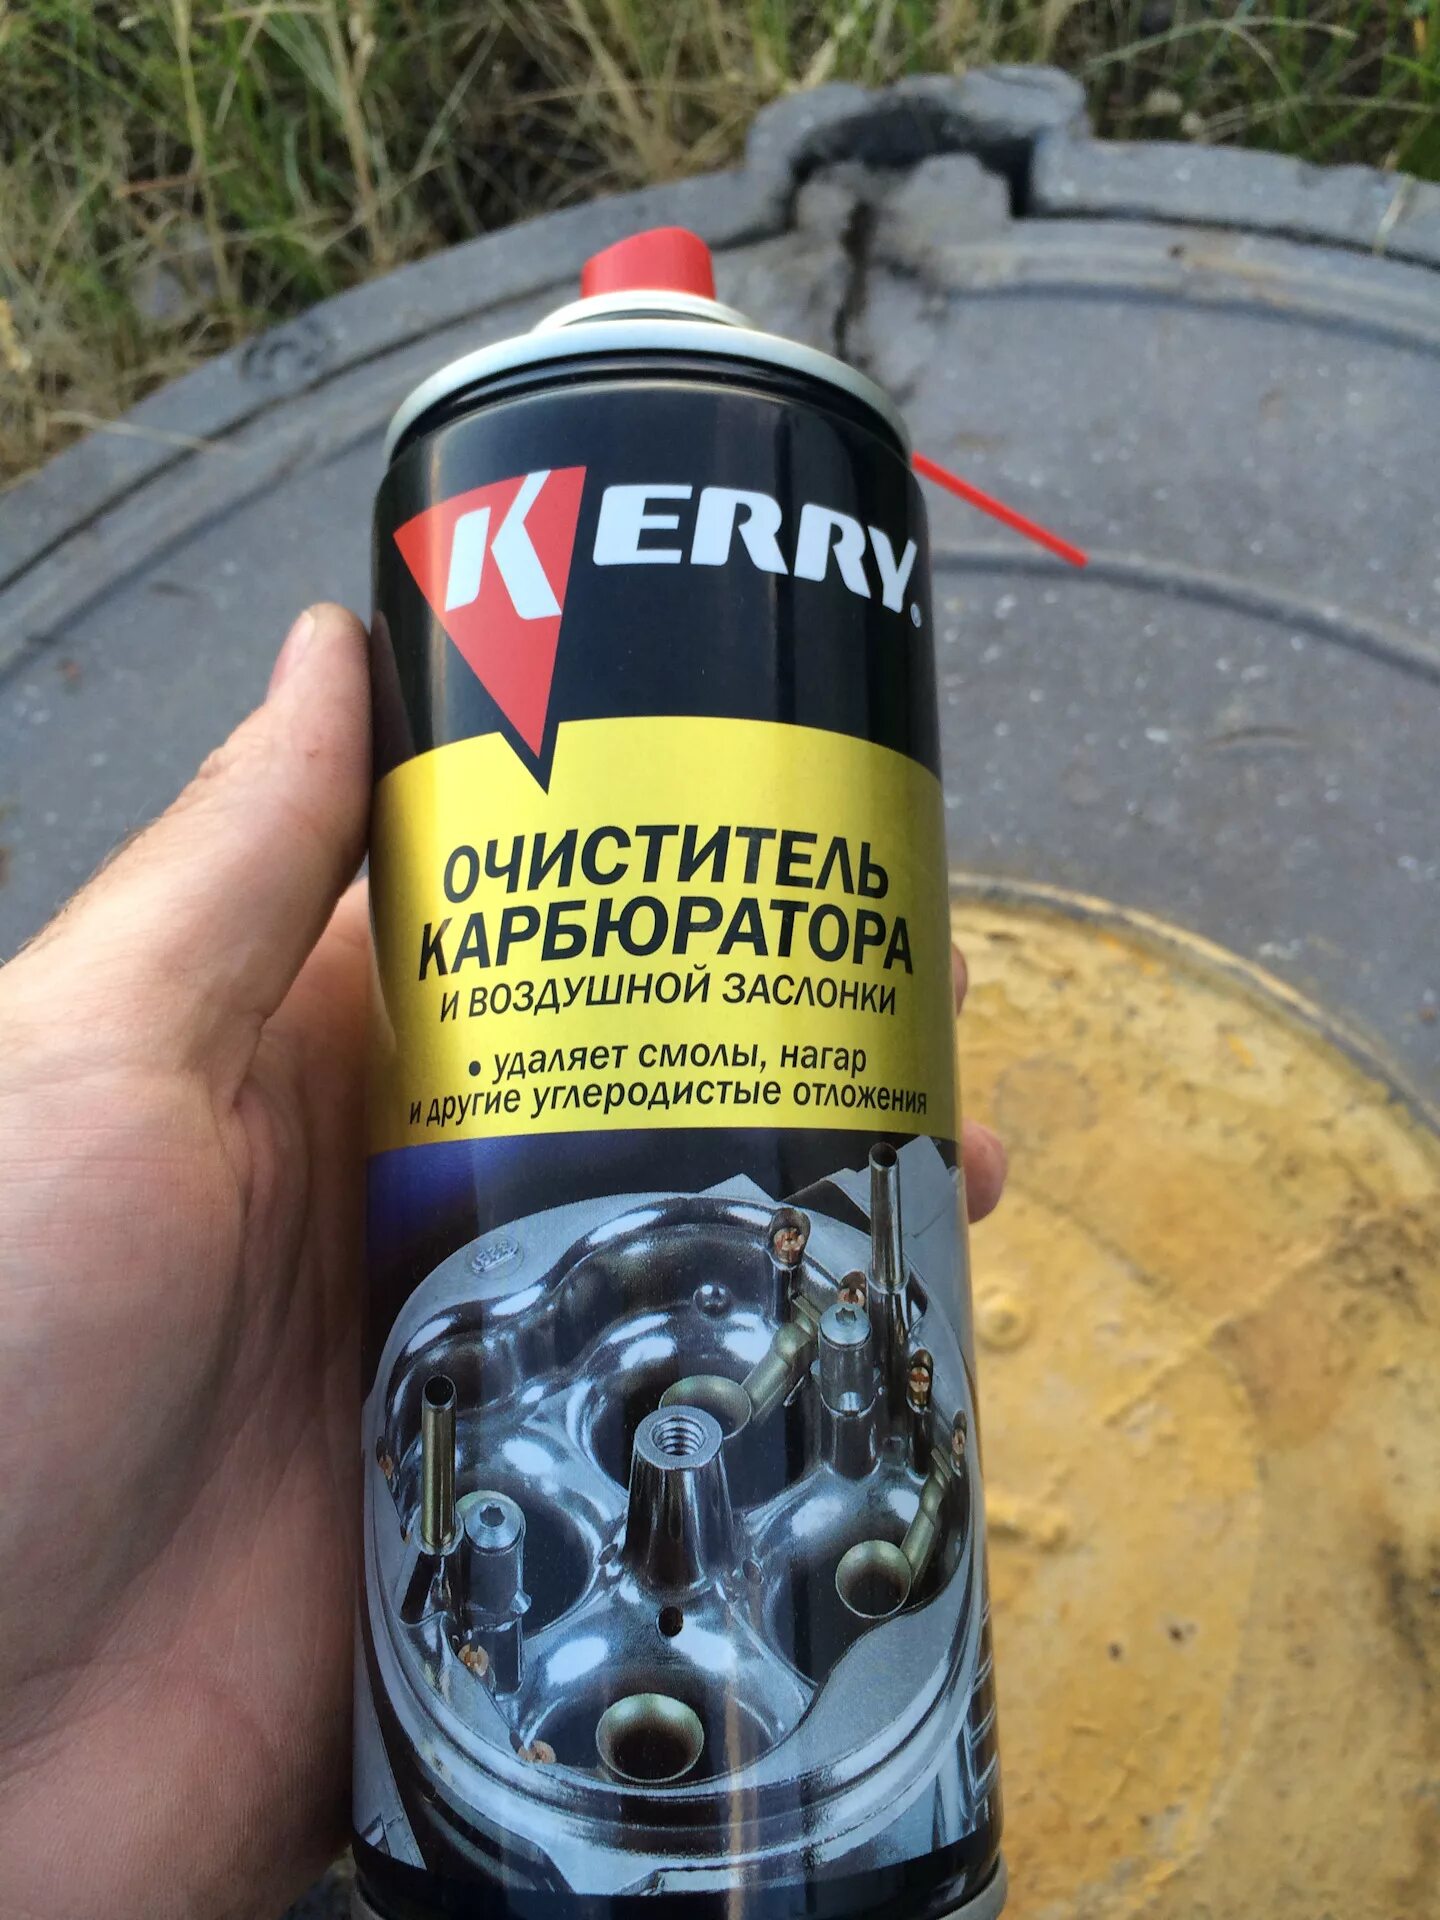 KERRY®
ОЧИСТИТЕЛЬ
КАРБЮРАТОРА
И ВОЗДУШНОЙ ЗАСЛОНКИ
• удаляет смолы, нагар
и другие углеродистые отложения